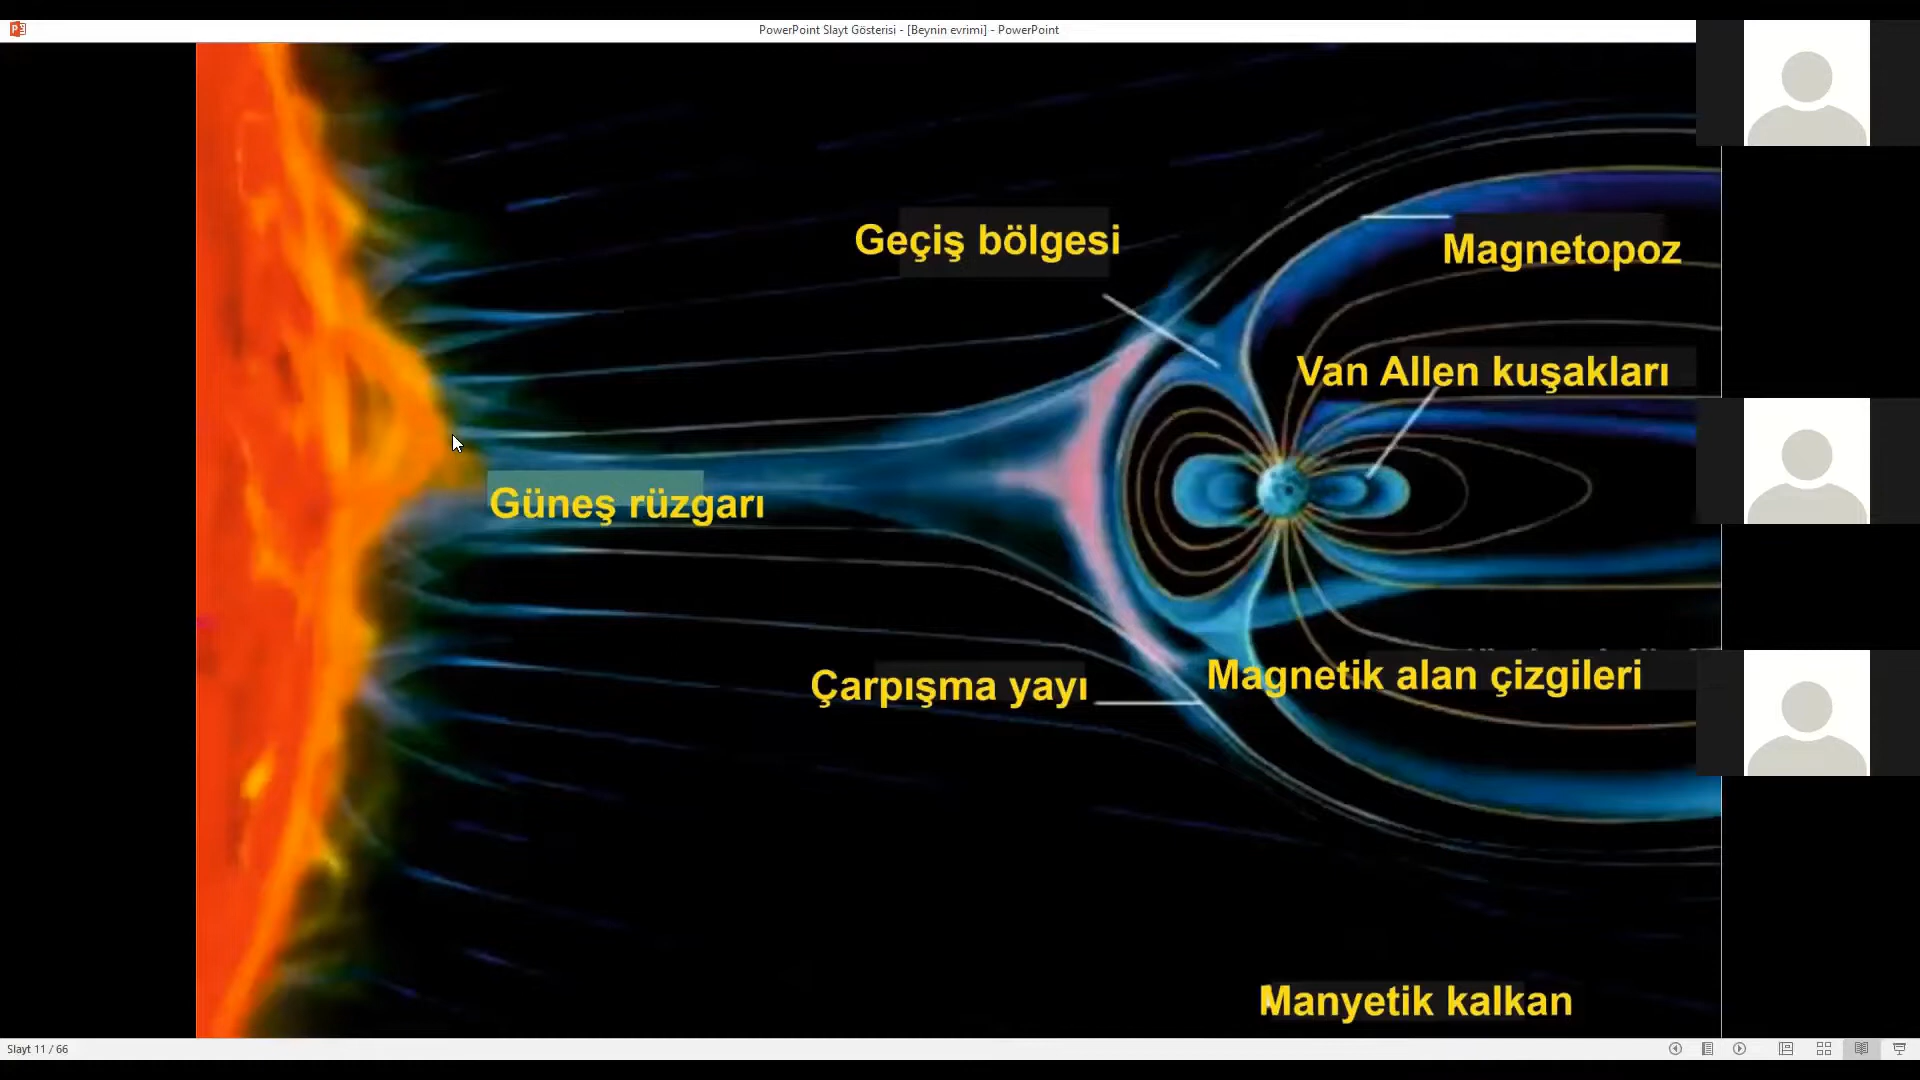 PowerPoint Slayt Gösterisi - [Beynin evrimi] - PowerPoint
Geçiş bölgesi
Magnetopoz
Van Allen kuşakları
Güneş rüzgarı
Çarpışma yayı
Magnetik alan çizgileri
Manyetik kalkan
Slayt 11 / 66